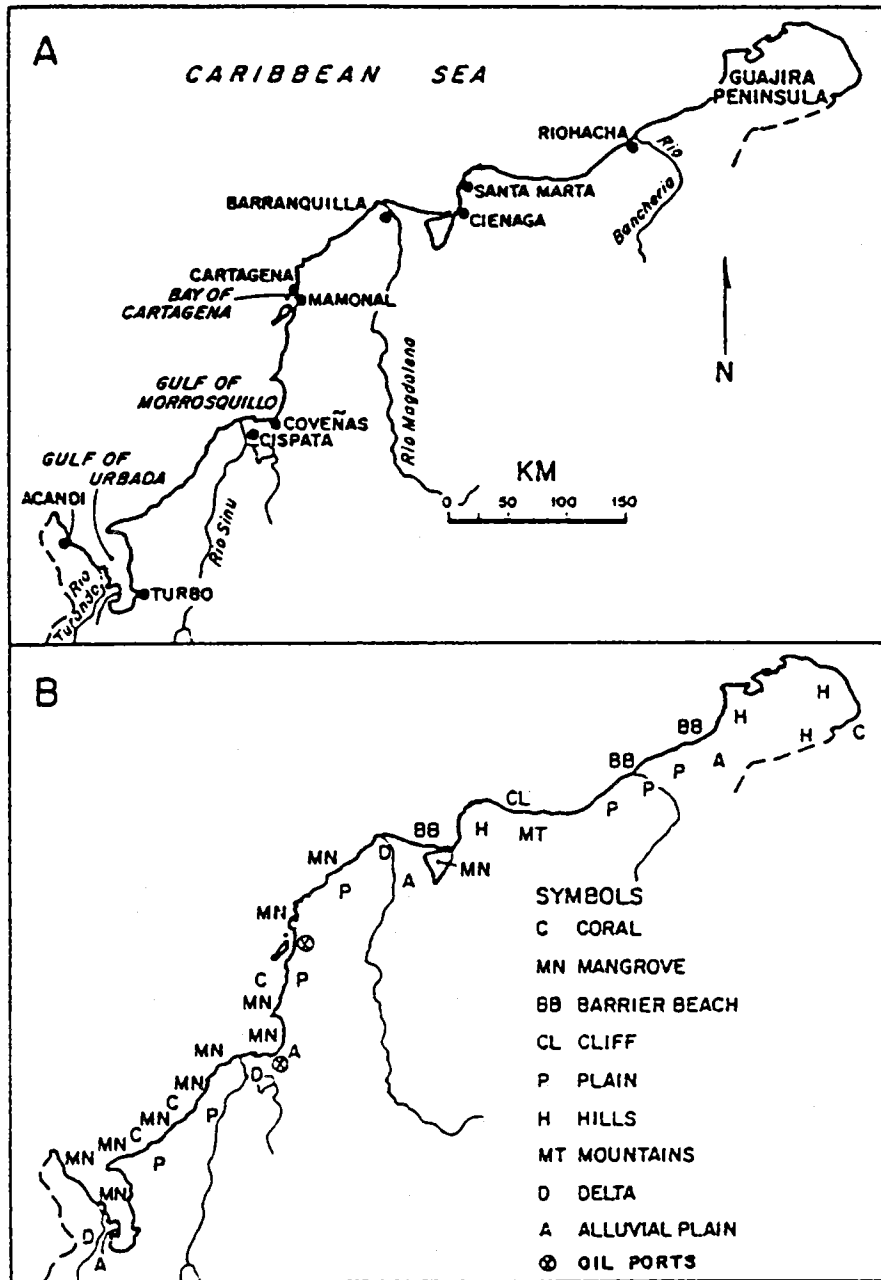 A
CARIBBEAN SEA
GUAJIRA
PENINSULA
RIOHACHA
Rio
Bancheria
SANTA MARTA
CIENAGA
BARRANQUILLA
CARTAGENA
BAY OF
CARTAGENA
MAMONAL
Rio Magdalena
N
GULF OF
MORROSQUILLO
COVEÑAS
CISPATA
KM
0 50 100 150
GULF OF
URBADA
ACANDI
Rio Sinu
Rio
TURBO
B
H
H
BB
H
C
BB
A
P
P
P
P
CL
MT
BB
H
MN
D
A
MN
P
MN
C
P
MN
MN
A
D
MN
MN
C
P
MN
C
MN
P
MN
MN
D
A
SYMBOLS
C CORAL
MN MANGROVE
BB BARRIER BEACH
CL CLIFF
P PLAIN
H HILLS
MT MOUNTAINS
D DELTA
A ALLUVIAL PLAIN
OIL PORTS